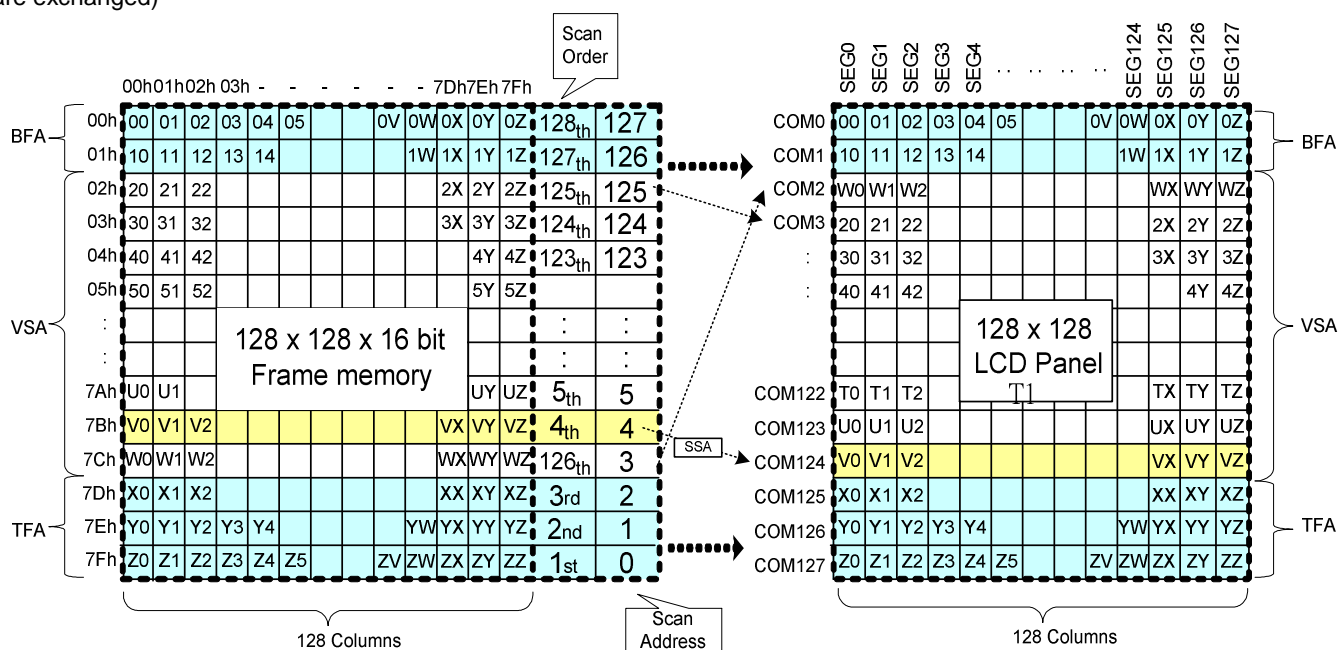 are exchanged)
Scan
Order
00h 01h 02h 03h - - - - - - 7Dh 7Eh 7Fh
SEG0 SEG1 SEG2 SEG3 SEG4 .. .. .. .. SEG124 SEG125 SEG126 SEG127
BFA
00h 00 01 02 03 04 05 0V 0W 0X 0Y 0Z 128th 127
COM0 00 01 02 03 04 05 0V 0W 0X 0Y 0Z
BFA
01h 10 11 12 13 14 1W 1X 1Y 1Z 127th 126
COM1 10 11 12 13 14 1W 1X 1Y 1Z
02h 20 21 22 2X 2Y 2Z 125th 125
COM2 W0 W1 W2 WX WY WZ
03h 30 31 32 3X 3Y 3Z 124th 124
COM3 20 21 22 2X 2Y 2Z
04h 40 41 42 4Y 4Z 123th 123
: 30 31 32 3X 3Y 3Z
05h 50 51 52 5Y 5Z
: 40 41 42 4Y 4Z
VSA
: : :
: : :
128 x 128 x 16 bit
Frame memory
128 x 128
LCD Panel
T1
VSA
7Ah U0 U1 UY UZ 5th 5
COM122 T0 T1 T2 TX TY TZ
7Bh V0 V1 V2 VX VY VZ 4th 4
COM123 U0 U1 U2 UX UY UZ
SSA
7Ch W0 W1 W2 WX WY WZ 126th 3
COM124 V0 V1 V2 VX VY VZ
7Dh X0 X1 X2 XX XY XZ 3rd 2
COM125 X0 X1 X2 XX XY XZ
TFA
7Eh Y0 Y1 Y2 Y3 Y4 YW YX YY YZ 2nd 1
COM126 Y0 Y1 Y2 Y3 Y4 YW YX YY YZ
TFA
7Fh Z0 Z1 Z2 Z3 Z4 Z5 ZV ZW ZX ZY ZZ 1st 0
COM127 Z0 Z1 Z2 Z3 Z4 Z5 ZV ZW ZX ZY ZZ
128 Columns
Scan
Address
128 Columns